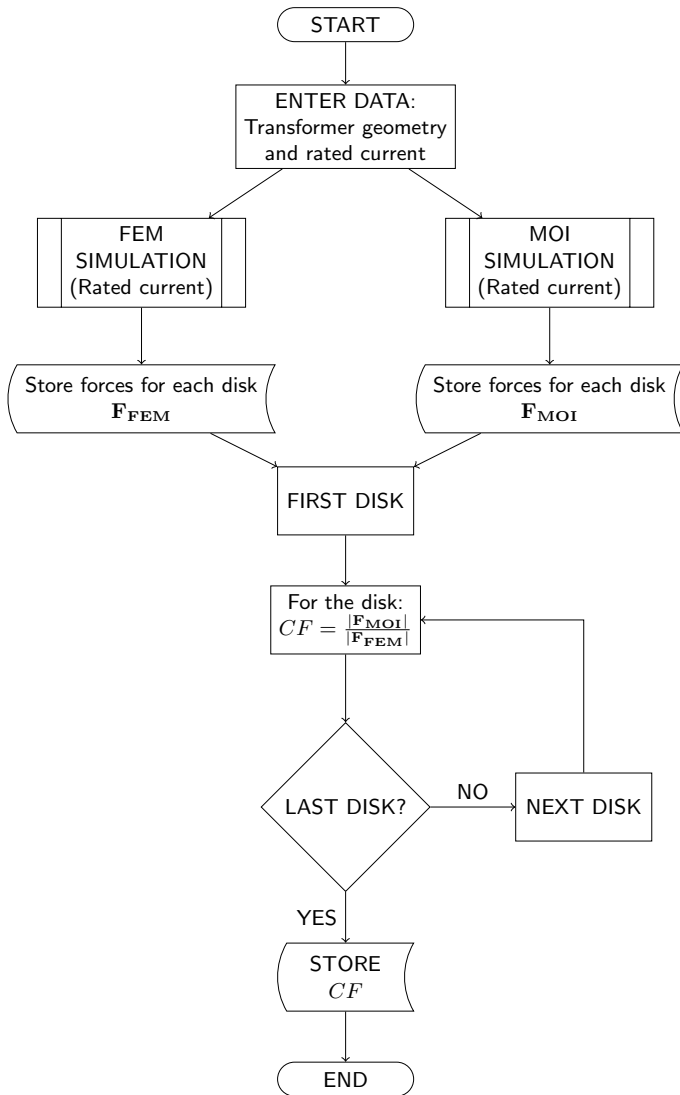 START
ENTER DATA:
Transformer geometry
and rated current
FEM
SIMULATION
(Rated current)
MOI
SIMULATION
(Rated current)
Store forces for each disk
F_FEM
Store forces for each disk
F_MOI
FIRST DISK
For the disk:
CF = |F_MOI| / |F_FEM|
LAST DISK?
NO
NEXT DISK
YES
STORE
CF
END